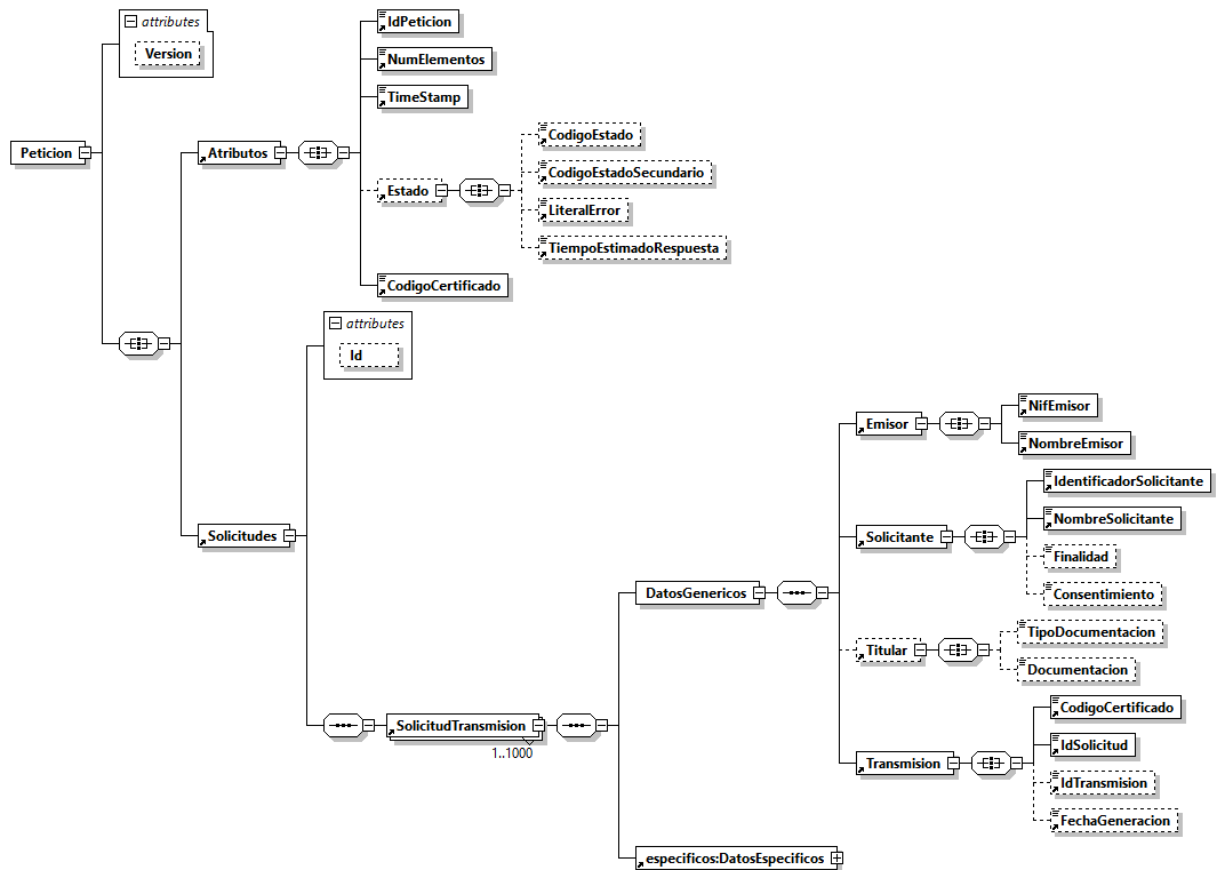 attributes
Version
IdPeticion
NumElementos
TimeStamp
Peticion
Atributos
CodigoEstado
CodigoEstadoSecundario
Estado
LiteralError
TiempoEstimadoRespuesta
CodigoCertificado
attributes
Id
Solicitudes
Emisor
NifEmisor
NombreEmisor
IdentificadorSolicitante
Solicitante
NombreSolicitante
Finalidad
Consentimiento
DatosGenericos
Titular
TipoDocumentacion
Documentacion
SolicitudTransmision
1..1000
CodigoCertificado
IdSolicitud
Transmision
IdTransmision
FechaGeneracion
especificos:DatosEspecificos